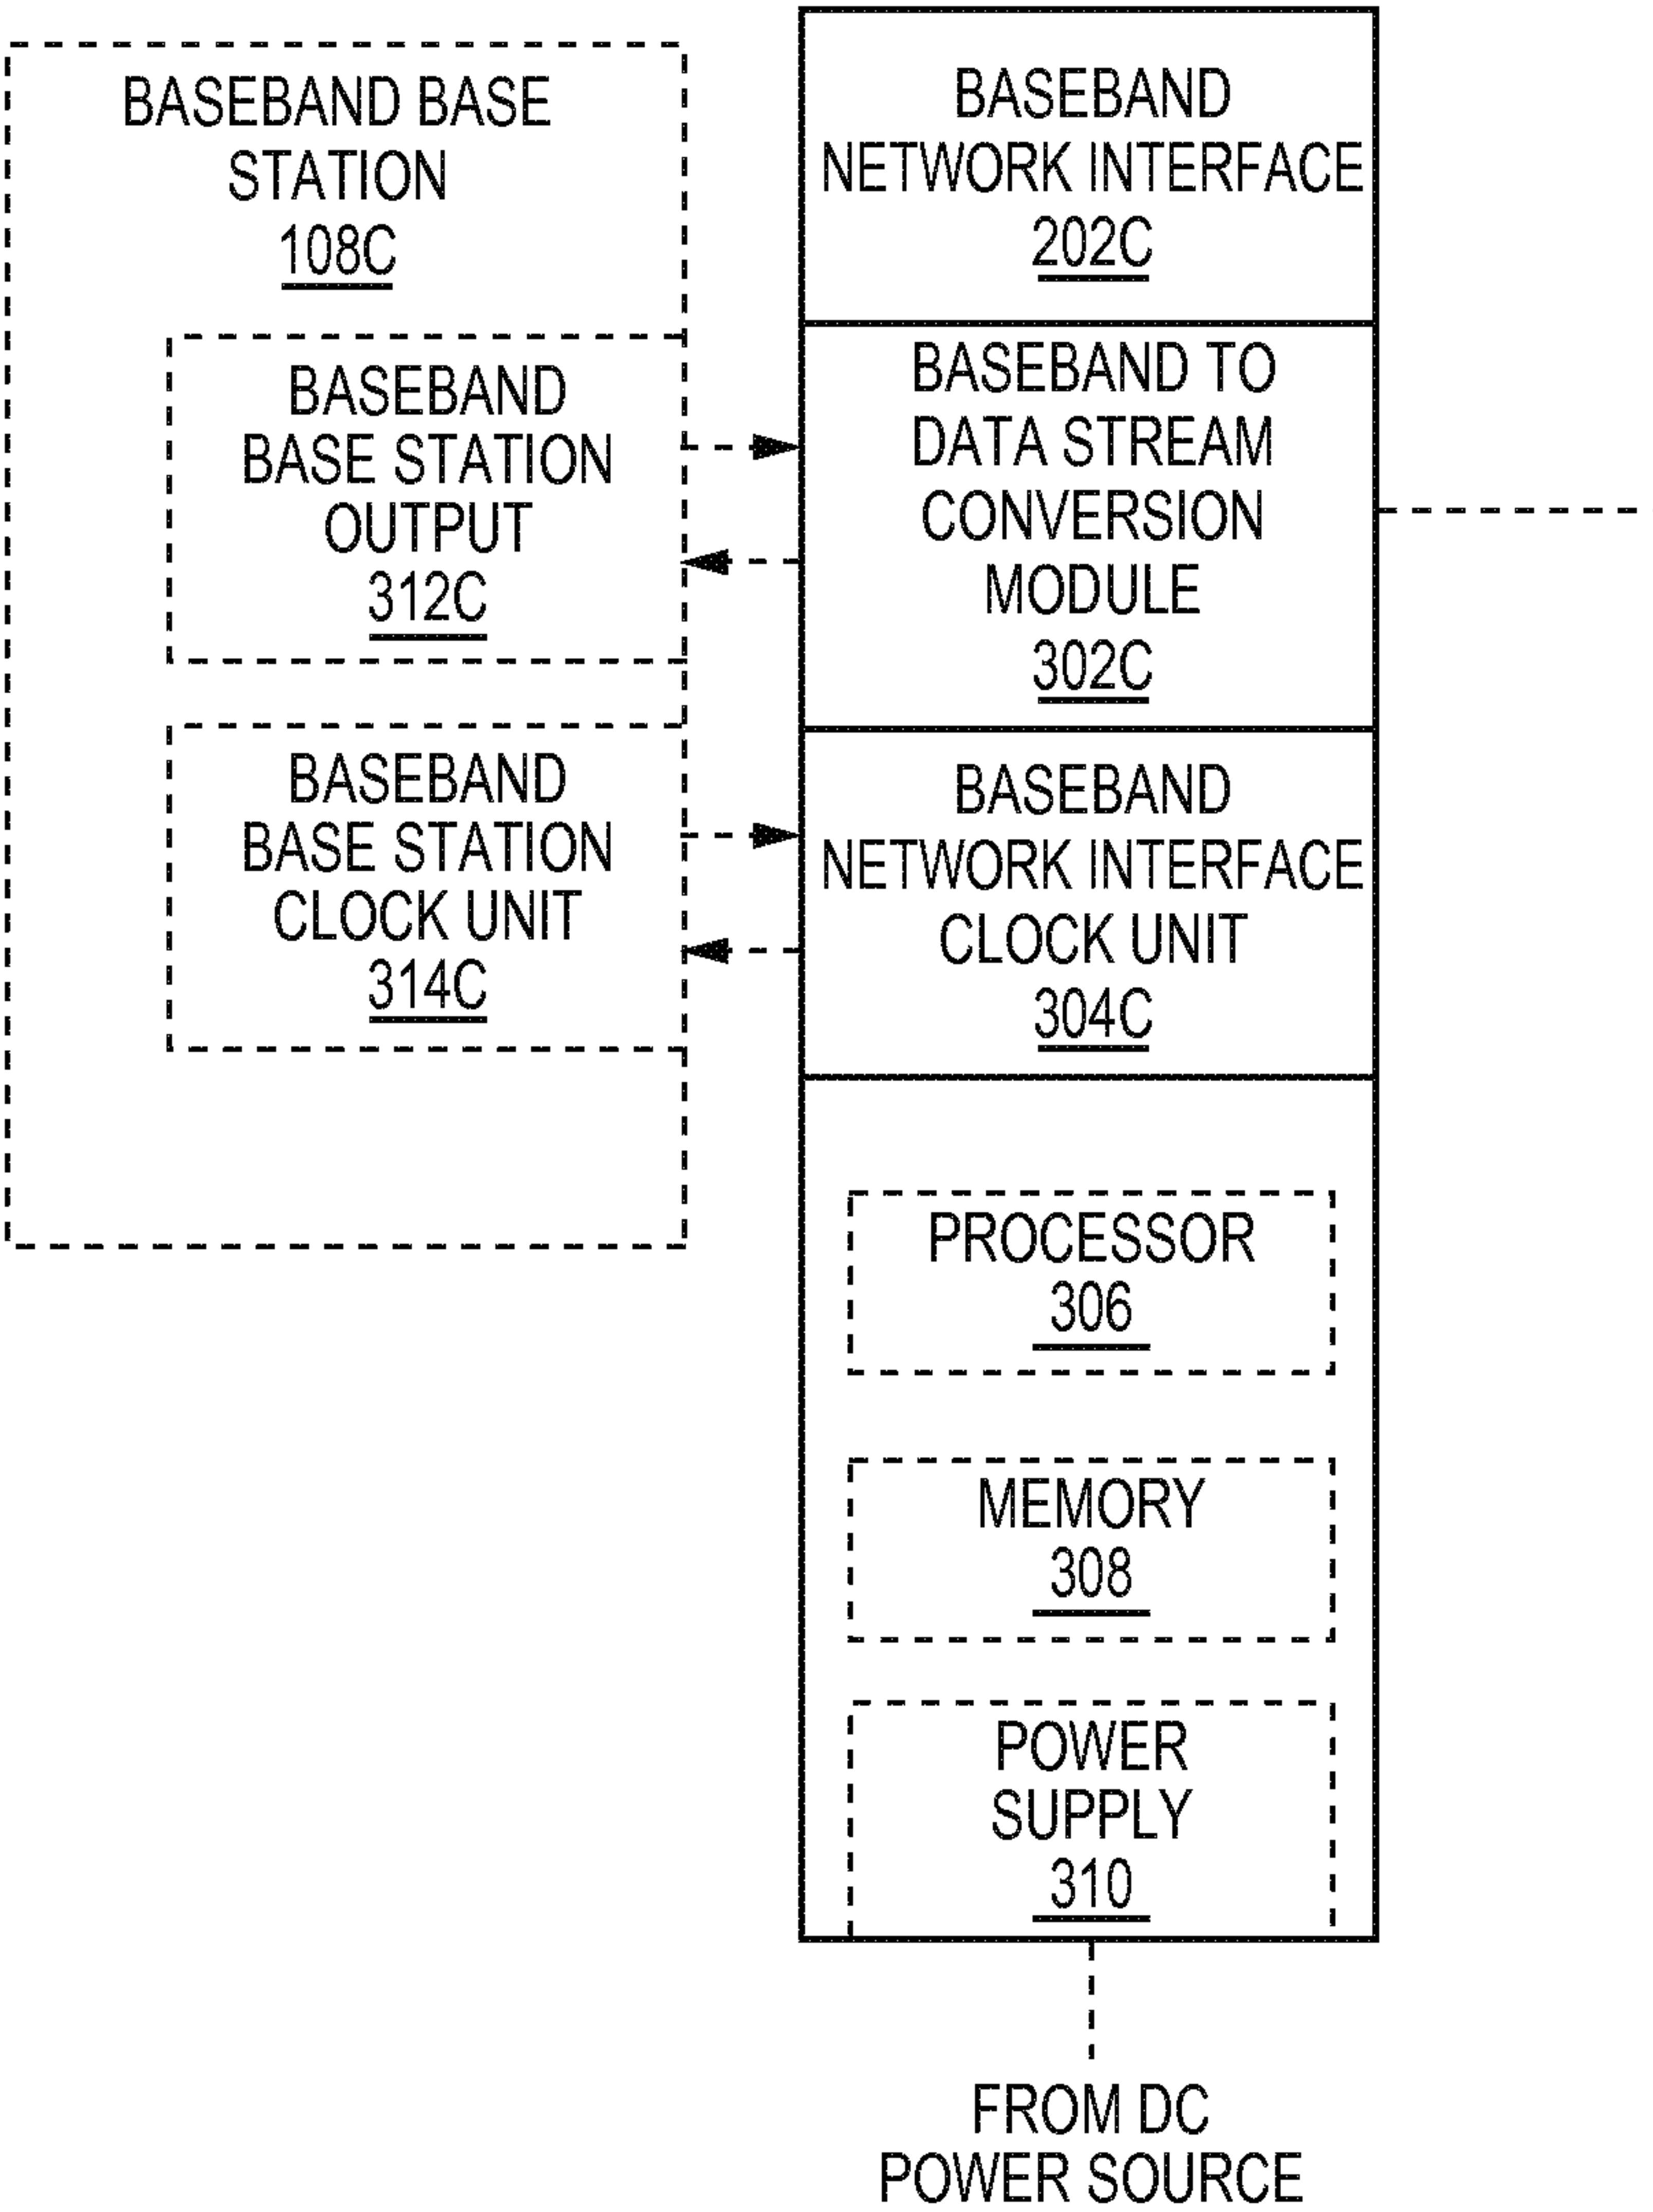 BASEBAND BASE
STATION
108C
BASEBAND
BASE STATION
OUTPUT
312C
BASEBAND
BASE STATION
CLOCK UNIT
314C
BASEBAND
NETWORK INTERFACE
202C
BASEBAND TO
DATA STREAM
CONVERSION
MODULE
302C
BASEBAND
NETWORK INTERFACE
CLOCK UNIT
304C
PROCESSOR
306
MEMORY
308
POWER
SUPPLY
310
FROM DC
POWER SOURCE